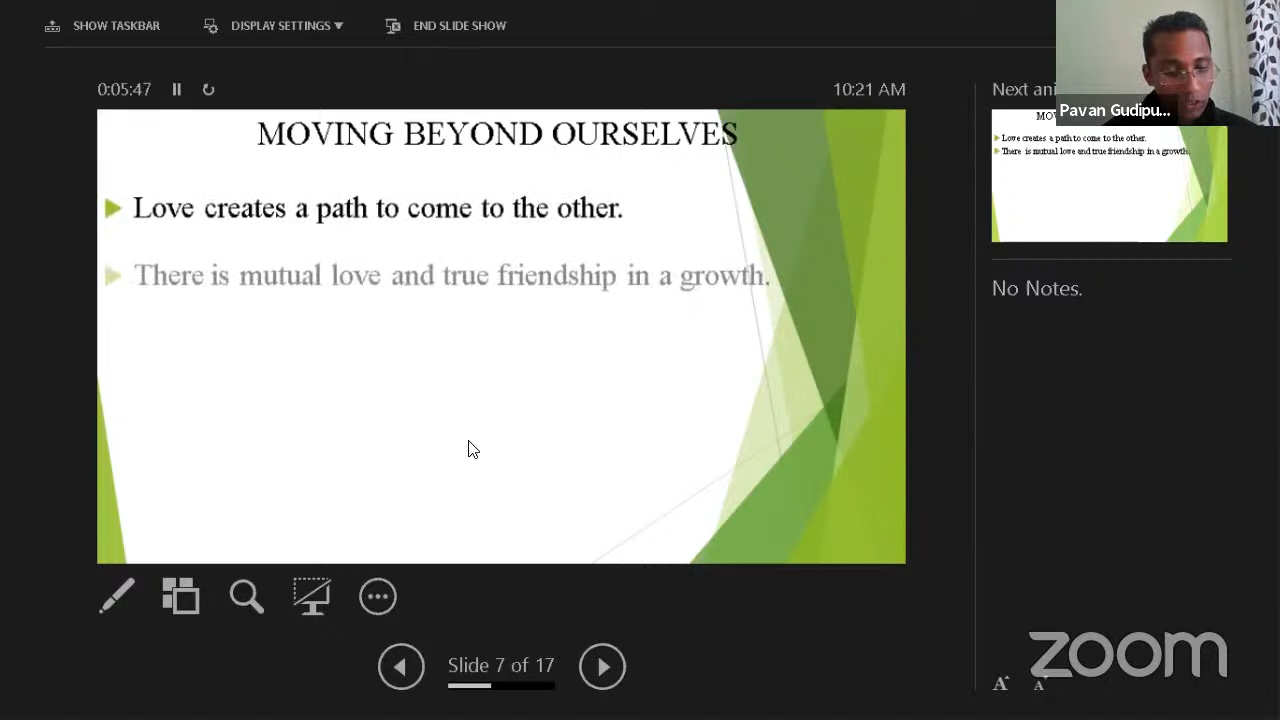 SHOW TASKBAR
DISPLAY SETTINGS
END SLIDE SHOW
0:05:47
10:21 AM
MOVING BEYOND OURSELVES
Love creates a path to come to the other.
There is mutual love and true friendship in a growth.
Slide 7 of 17
Next ani
Pavan Gudipu...
MOV
Love creates a path to come to the other.
There is mutual love and true friendship in a growth.
No Notes.
A A
zoom